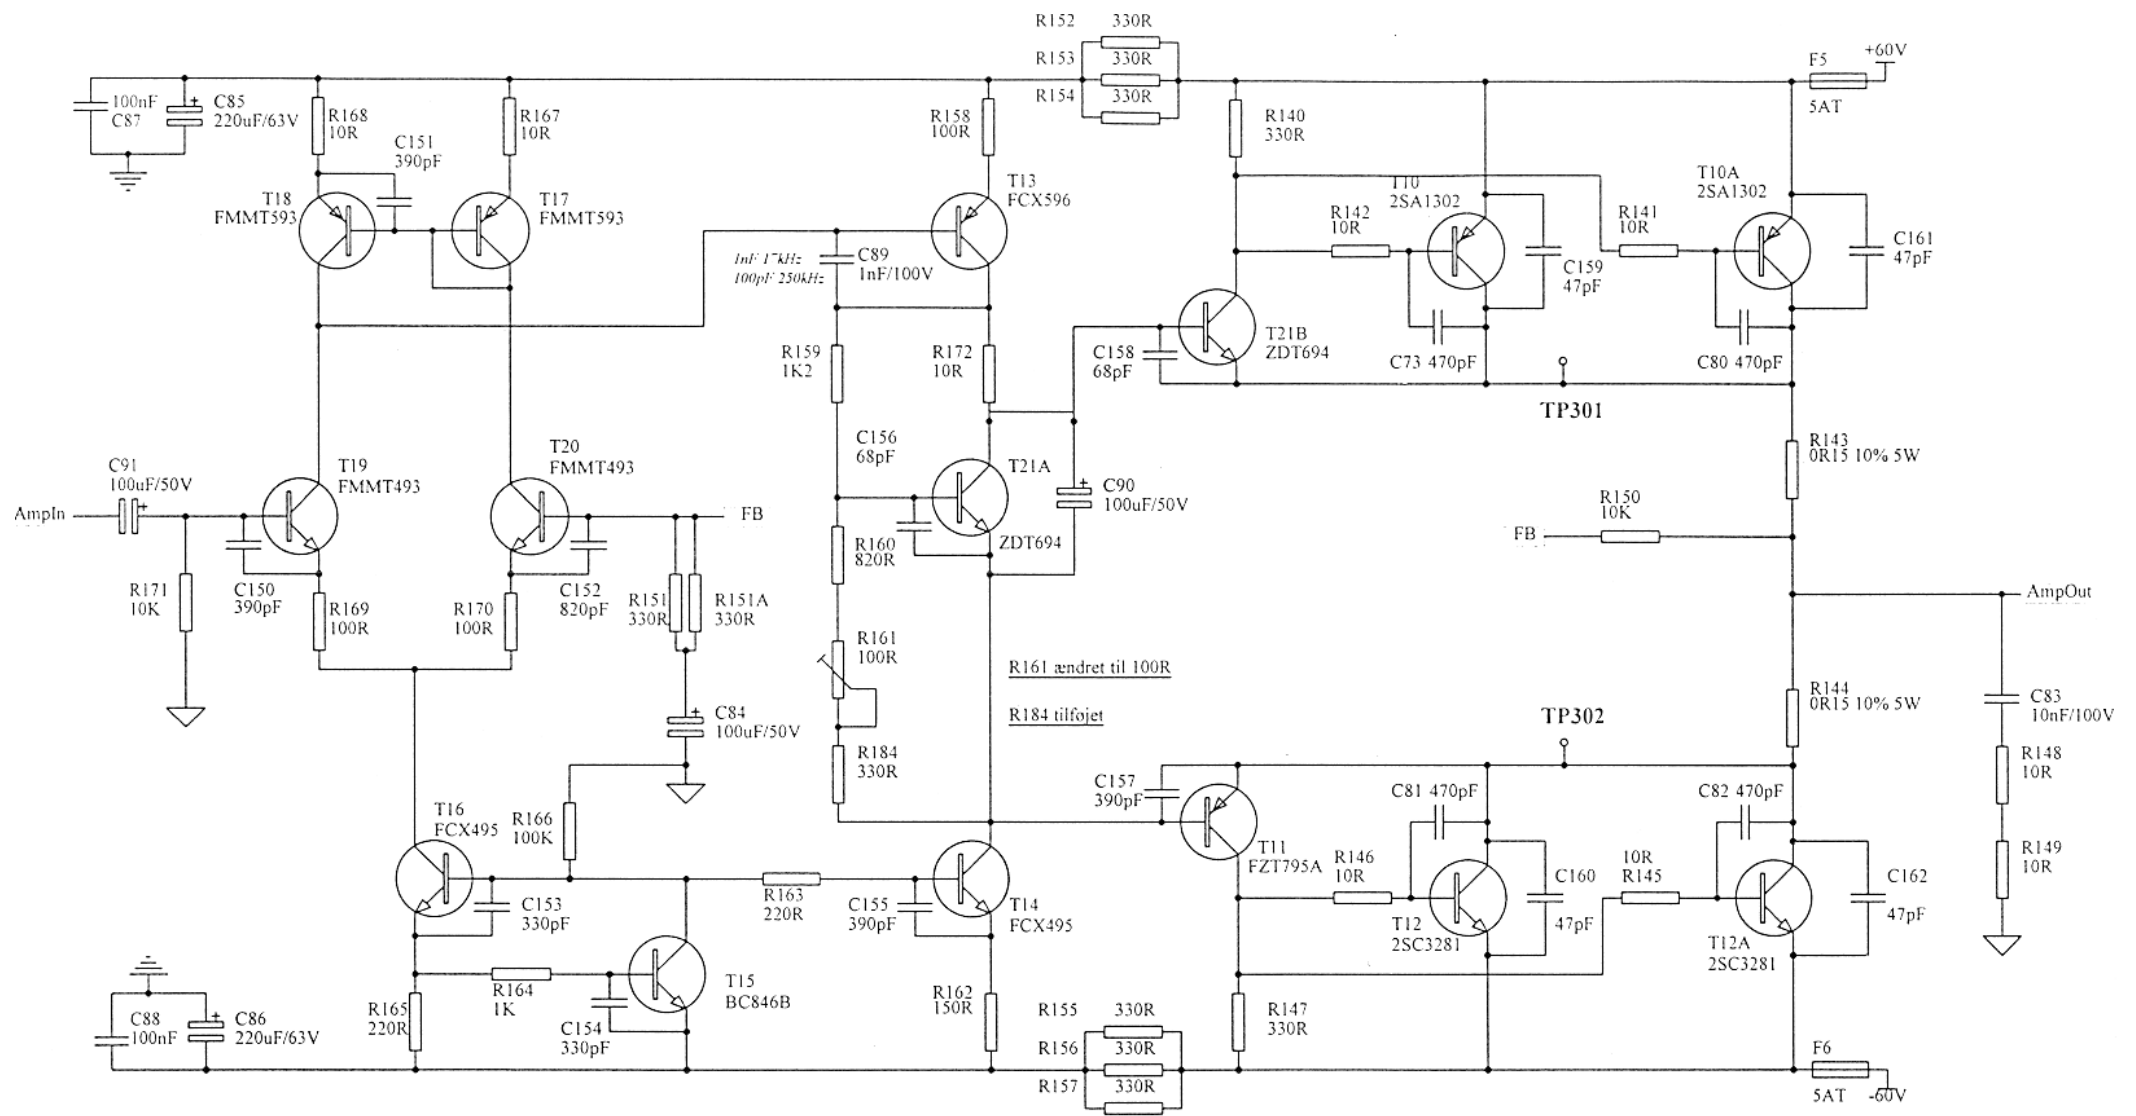 R152 330R
R153 330R
R154 330R
F5
+60V
5AT
100nF
C87
C85
220uF/63V
R168
10R
C151
390pF
R167
10R
R158
100R
R140
330R
T18
FMMT593
T17
FMMT593
T13
FCX596
T10
2SA1302
T10A
2SA1302
R142
10R
R141
10R
1nF 17kHz
100pF 250kHz
C89
1nF/100V
C159
47pF
C161
47pF
R159
1K2
R172
10R
C158
68pF
T21B
ZDT694
C73 470pF
C80 470pF
TP301
C91
100uF/50V
T19
FMMT493
T20
FMMT493
C156
68pF
T21A
C90
100uF/50V
R143
0R15 10% 5W
R150
10K
AmpIn
FB
ZDT694
FB
R160
820R
R171
10K
C150
390pF
R169
100R
R170
100R
C152
820pF
R151
330R
R151A
330R
AmpOut
R161
100R
R161 ændret til 100R
R184 tilføjet
C84
100uF/50V
R184
330R
TP302
R144
0R15 10% 5W
C83
10nF/100V
R148
10R
C157
390pF
C81 470pF
C82 470pF
T16
FCX495
R166
100K
T11
FZT795A
R146
10R
10R
R145
R149
10R
C153
330pF
R163
220R
C155
390pF
T14
FCX495
T12
2SC3281
C160
47pF
T12A
2SC3281
C162
47pF
R164
1K
T15
BC846B
R165
220R
C154
330pF
R162
150R
C88
100nF
C86
220uF/63V
R147
330R
R155 330R
R156 330R
R157 330R
F6
5AT
-60V